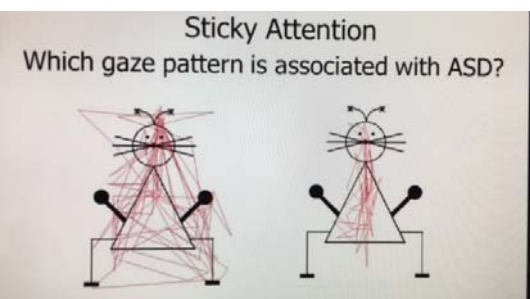 Sticky Attention
Which gaze pattern is associated with ASD?